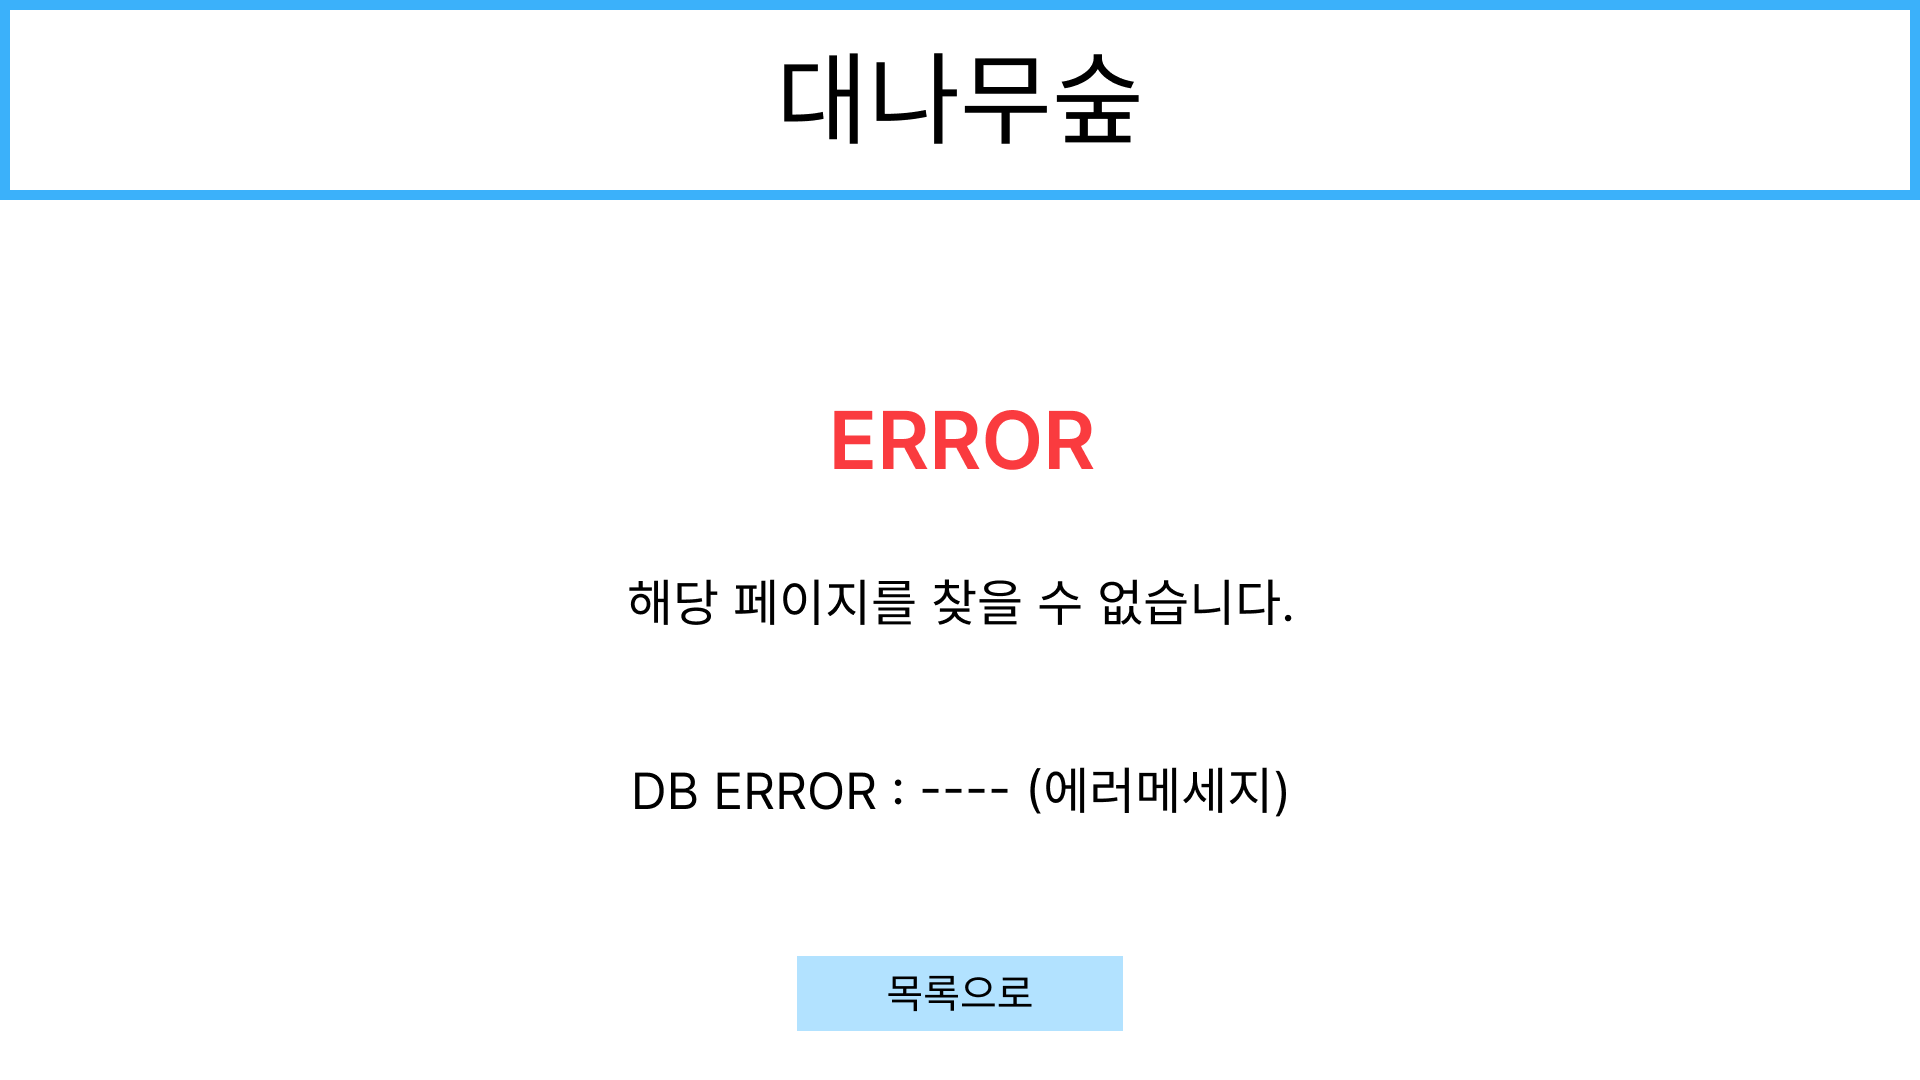 대나무숲
ERROR
해당 페이지를 찾을 수 없습니다.
DB ERROR : ---- (에러메세지)
목록으로